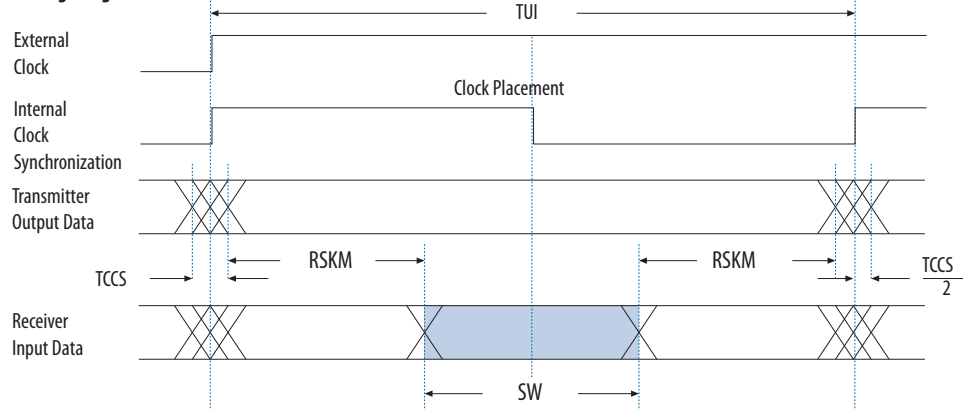 TUI
External
Clock
Clock Placement
Internal
Clock
Synchronization
Transmitter
Output Data
RSKM
RSKM
TCCS
TCCS
2
Receiver
Input Data
SW